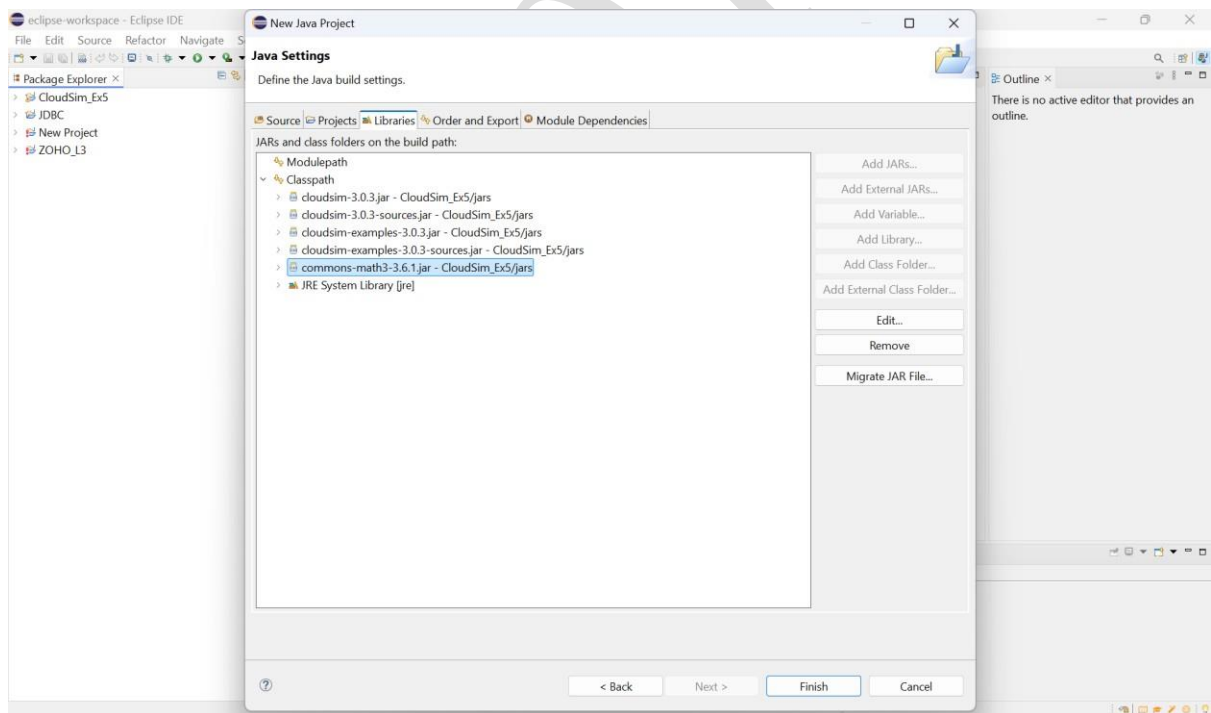 eclipse-workspace - Eclipse IDE
File Edit Source Refactor Navigate
Package Explorer
CloudSim_Ex5
JDBC
New Project
ZOHO_L3
New Java Project
Java Settings
Define the Java build settings.
Source Projects Libraries Order and Export Module Dependencies
JARs and class folders on the build path:
Modulepath
Classpath
cloudsim-3.0.3.jar - CloudSim_Ex5/jars
cloudsim-3.0.3-sources.jar - CloudSim_Ex5/jars
cloudsim-examples-3.0.3.jar - CloudSim_Ex5/jars
cloudsim-examples-3.0.3-sources.jar - CloudSim_Ex5/jars
commons-math3-3.6.1.jar - CloudSim_Ex5/jars
JRE System Library [jre]
Add JARs...
Add External JARs...
Add Variable...
Add Library...
Add Class Folder...
Add External Class Folder...
Edit...
Remove
Migrate JAR File...
< Back Next > Finish Cancel
Outline
There is no active editor that provides an
outline.